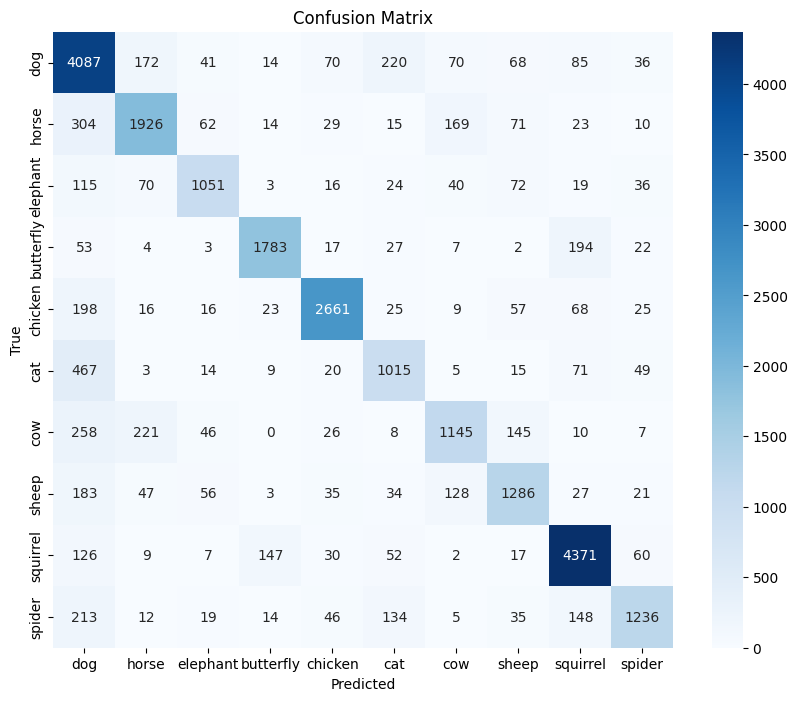 Confusion Matrix
True
dog 4087 172 41 14 70 220 70 68 85 36
horse 304 1926 62 14 29 15 169 71 23 10
elephant 115 70 1051 3 16 24 40 72 19 36
butterfly 53 4 3 1783 17 27 7 2 194 22
chicken 198 16 16 23 2661 25 9 57 68 25
cat 467 3 14 9 20 1015 5 15 71 49
cow 258 221 46 0 26 8 1145 145 10 7
sheep 183 47 56 3 35 34 128 1286 27 21
squirrel 126 9 7 147 30 52 2 17 4371 60
spider 213 12 19 14 46 134 5 35 148 1236
dog horse elephant butterfly chicken cat cow sheep squirrel spider
Predicted
4000
3500
3000
2500
2000
1500
1000
500
0